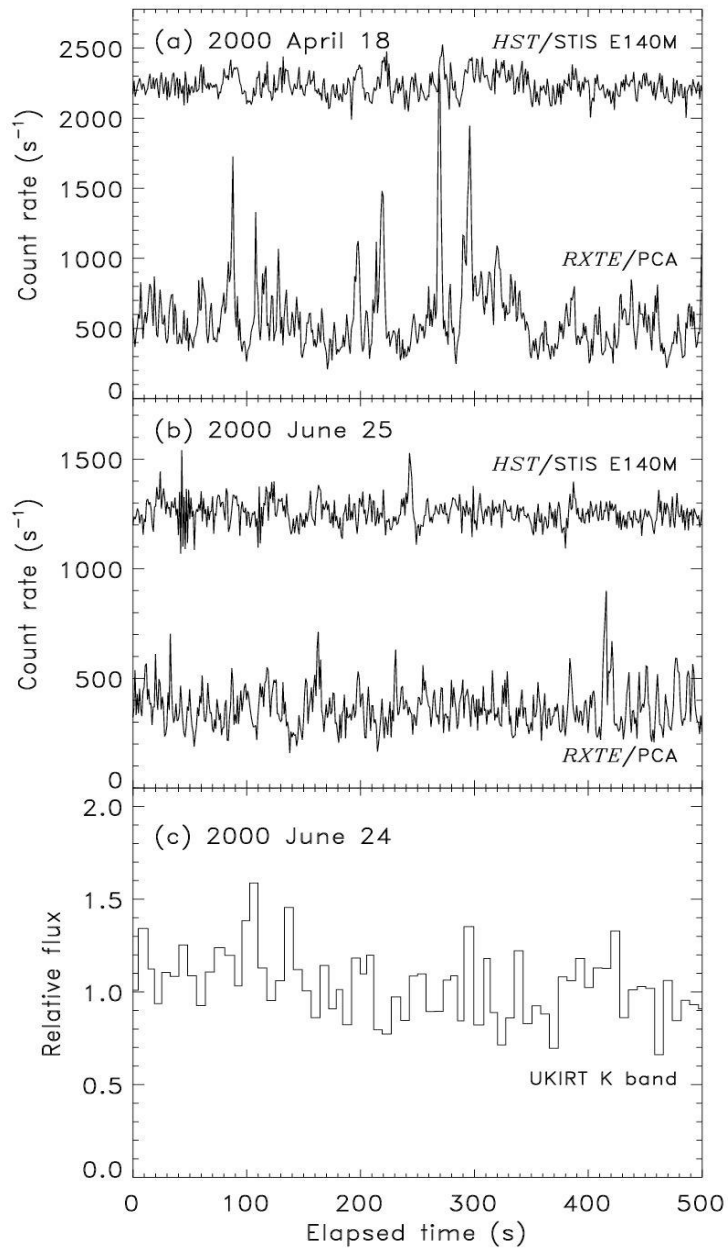 (a) 2000 April 18
HST/STIS E140M
2500
2000
1500
1000
500
0
Count rate (s⁻¹)
RXTE/PCA
(b) 2000 June 25
HST/STIS E140M
1500
1000
500
0
Count rate (s⁻¹)
RXTE/PCA
(c) 2000 June 24
2.0
1.5
1.0
0.5
0.0
Relative flux
UKIRT K band
0 100 200 300 400 500
Elapsed time (s)